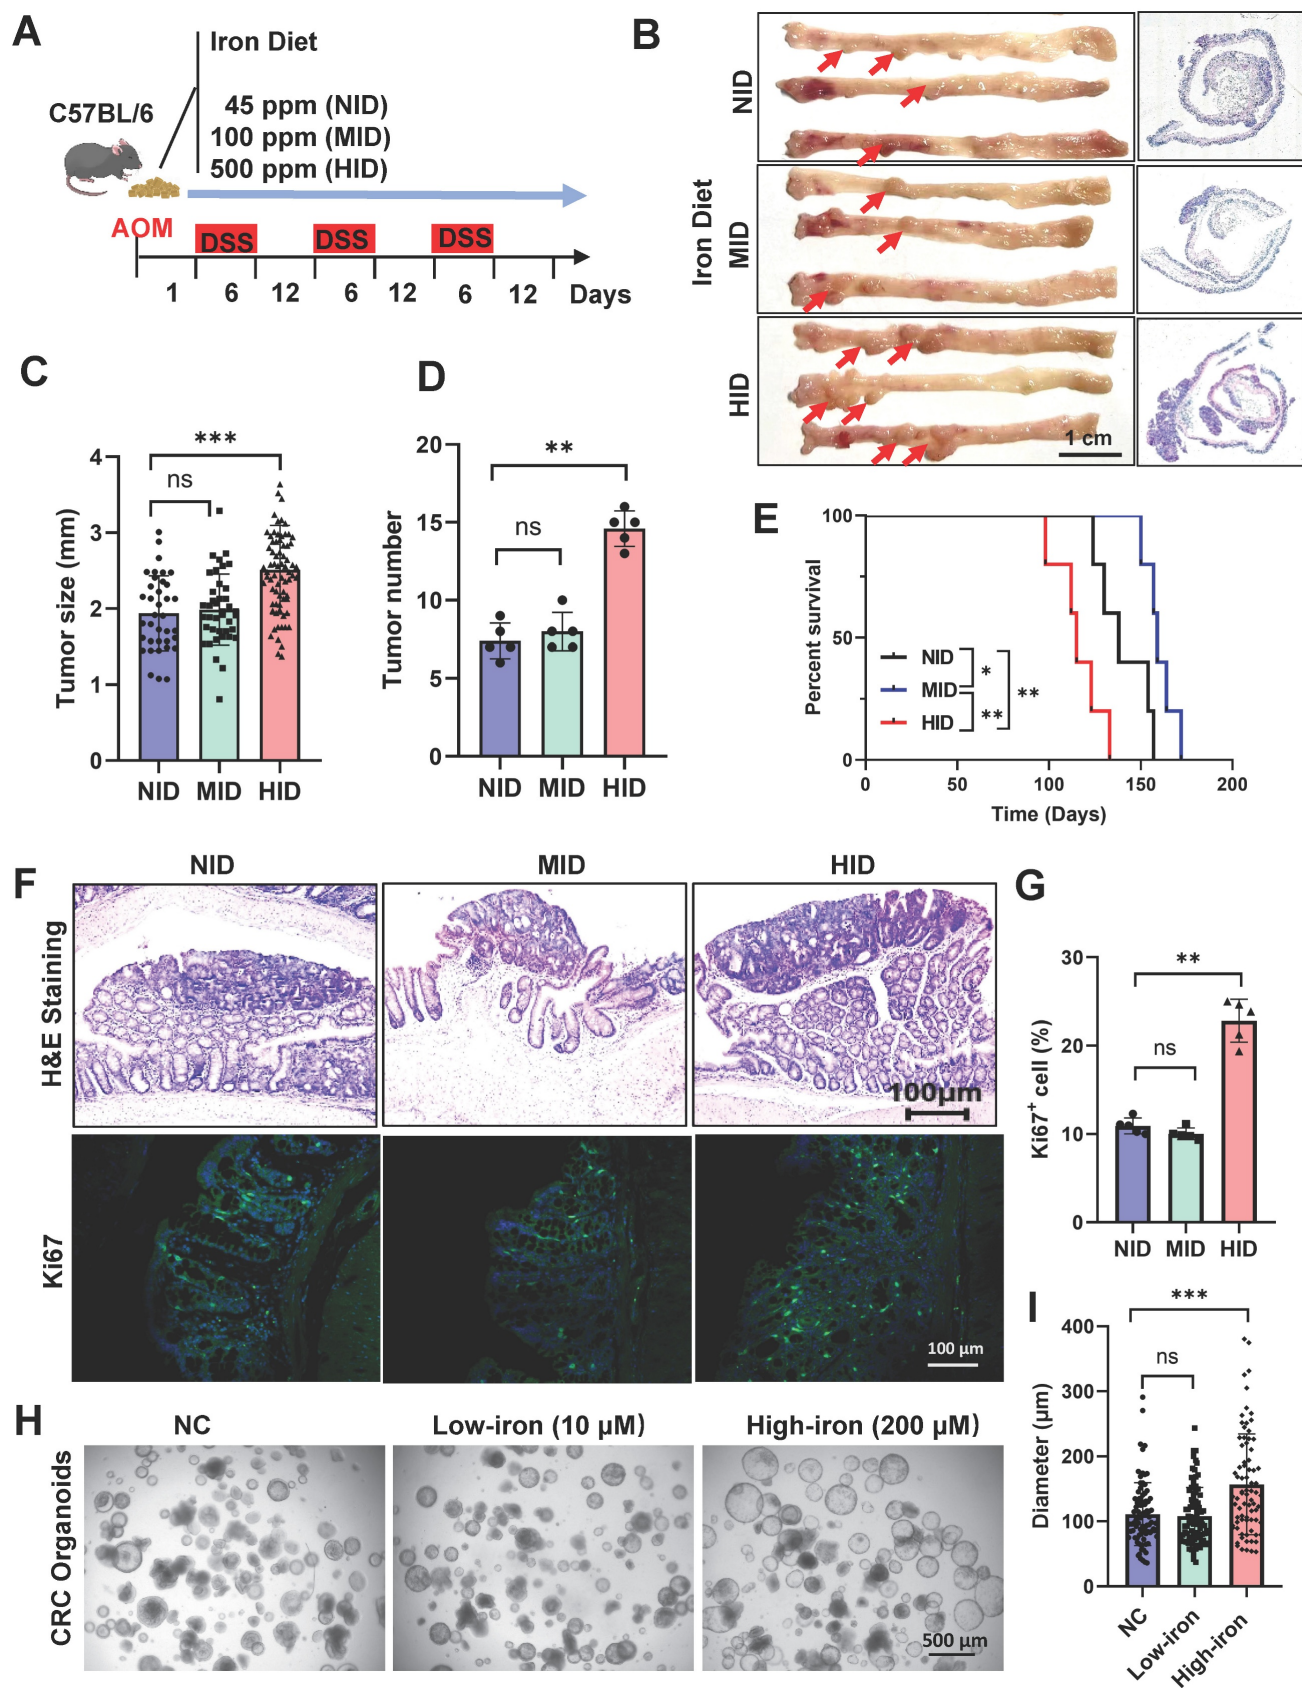 A
Iron Diet
C57BL/6
45 ppm (NID)
100 ppm (MID)
500 ppm (HID)
AOM
DSS DSS DSS
1 6 12 6 12 6 12 Days
B
Iron Diet
NID
MID
HID
1 cm
C
***
ns
Tumor size (mm)
4
3
2
1
0
NID MID HID
D
**
ns
Tumor number
20
15
10
5
0
NID MID HID
E
Percent survival
100
50
0
NID
MID
HID
*
**
**
0 50 100 150 200
Time (Days)
F
NID MID HID
H&E Staining
100μm
Ki67
100 μm
G
**
ns
Ki67+ cell (%)
30
20
10
0
NID MID HID
H
NC Low-iron (10 μM) High-iron (200 μM)
CRC Organoids
500 μm
I
***
ns
Diameter (μm)
400
300
200
100
0
NC Low-iron High-iron